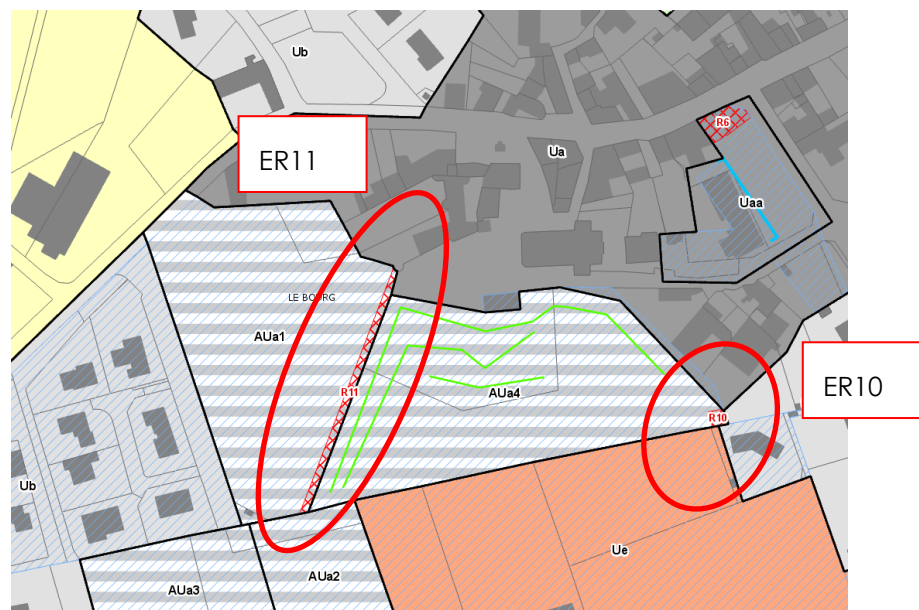 Ub
R6
ER11
Ua
Uaa
LE BOURG
AUa1
R11
AUa4
ER10
R10
Ub
Ue
AUa2
AUa3